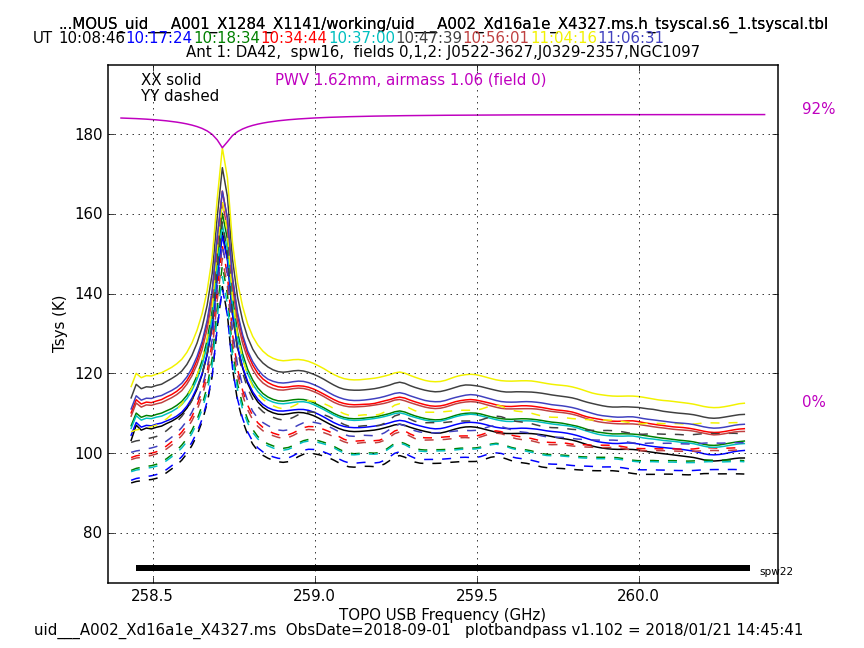 ...MOUS_uid___A001_X1284_X1141/working/uid___A002_Xd16a1e_X4327.ms.h_tsyscal.s6_1.tsyscal.tbl
UT 10:08:46 10:17:24 10:18:34 10:34:44 10:37:00 10:47:39 10:56:01 11:04:16 11:06:31
Ant 1: DA42, spw16, fields 0,1,2: J0522-3627,J0329-2357,NGC1097
XX solid
PWV 1.62mm, airmass 1.06 (field 0)
YY dashed
92%
180
160
140
120
100
80
Tsys (K)
0%
spw22
258.5 259.0 259.5 260.0
TOPO USB Frequency (GHz)
uid___A002_Xd16a1e_X4327.ms ObsDate=2018-09-01 plotbandpass v1.102 = 2018/01/21 14:45:41